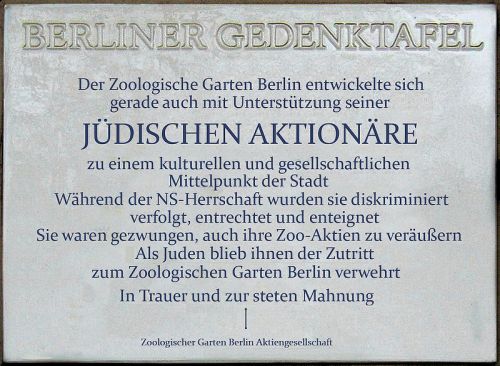 BERLINER GEDENKTAFEL
Der Zoologische Garten Berlin entwickelte sich
gerade auch mit Unterstützung seiner
JÜDISCHEN AKTIONÄRE
zu einem kulturellen und gesellschaftlichen
Mittelpunkt der Stadt
Während der NS-Herrschaft wurden sie diskriminiert
verfolgt, entrechtet und enteignet
Sie waren gezwungen, auch ihre Zoo-Aktien zu veräußern
Als Juden blieb ihnen der Zutritt
zum Zoologischen Garten Berlin verwehrt
In Trauer und zur steten Mahnung
Zoologischer Garten Berlin Aktiengesellschaft